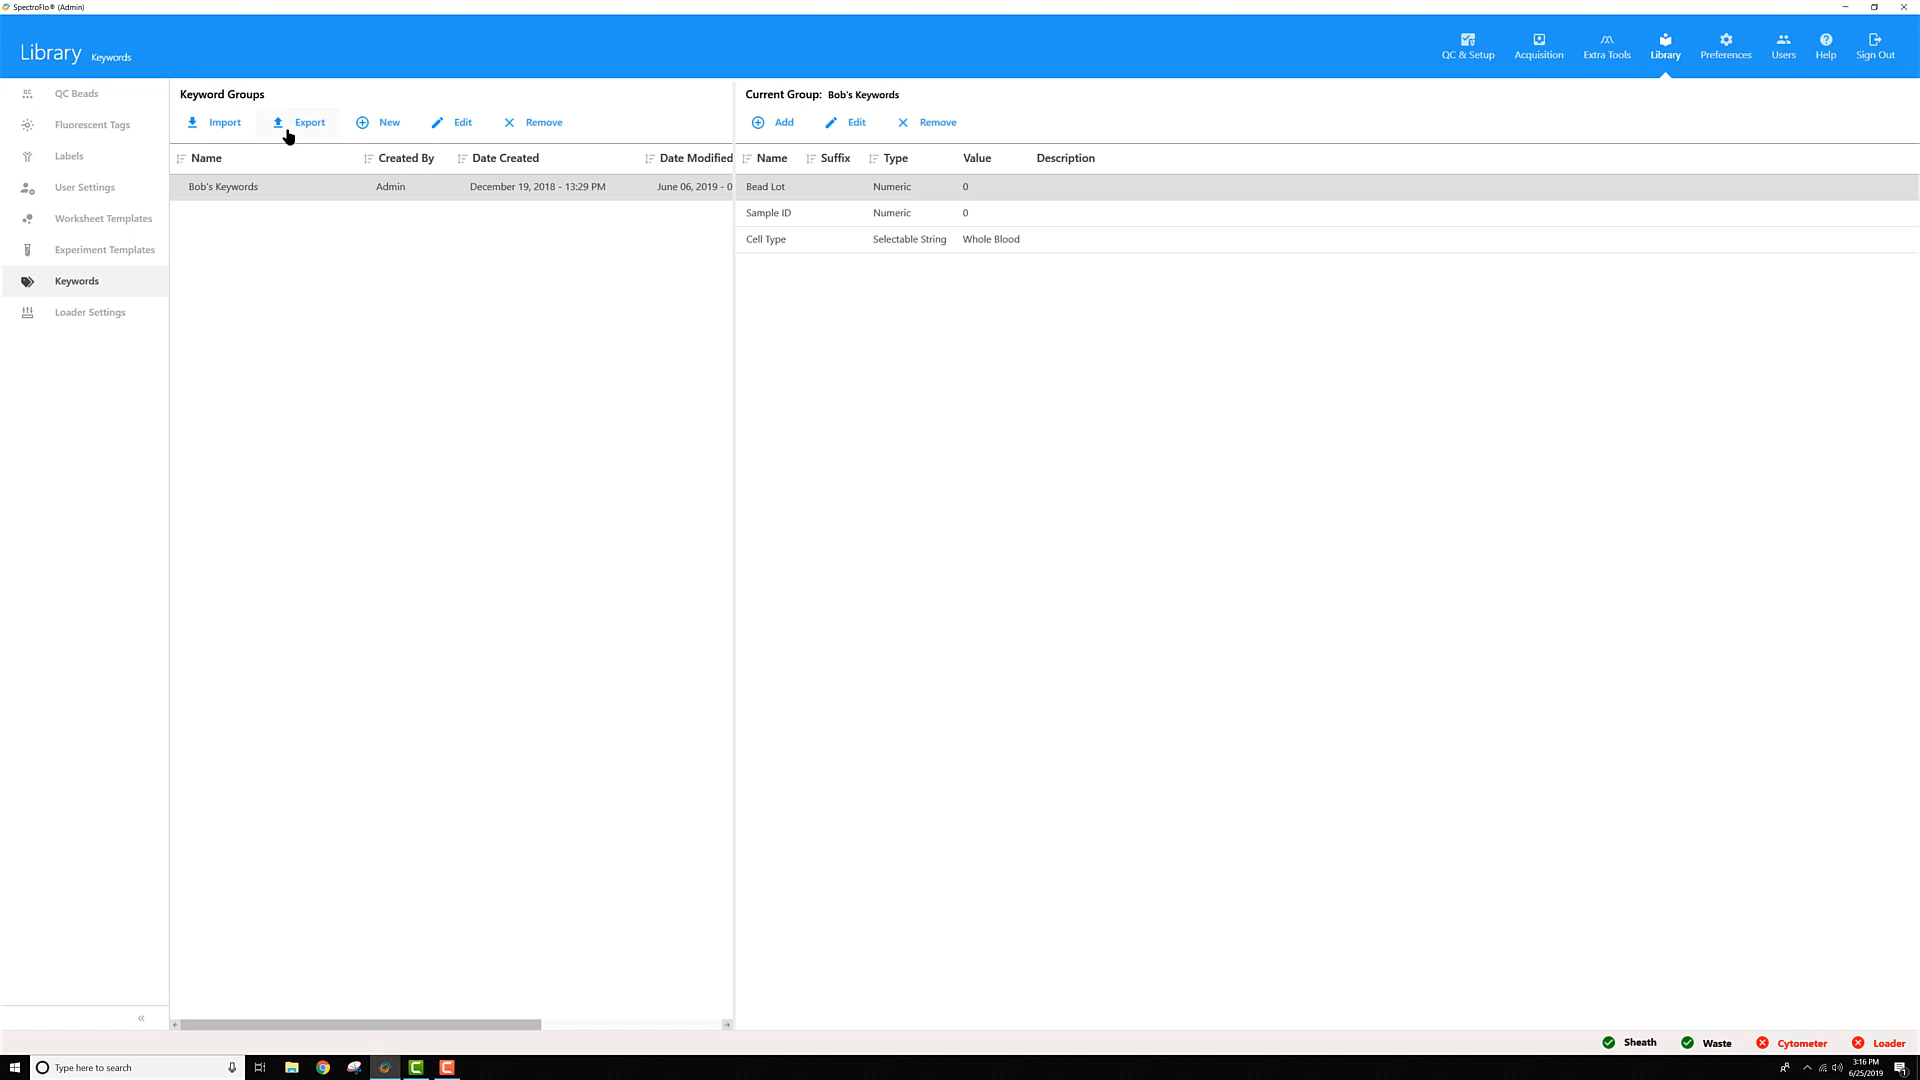 SpectroFlo® (Admin)
Library Keywords
QC & Setup Acquisition Extra Tools Library Preferences Users Help Sign Out
QC Beads
Fluorescent Tags
Labels
User Settings
Worksheet Templates
Experiment Templates
Keywords
Loader Settings
Keyword Groups
Import Export New Edit Remove
Name Created By Date Created Date Modified
Bob's Keywords Admin December 19, 2018 - 13:29 PM June 06, 2019 - 0
Current Group: Bob's Keywords
Add Edit Remove
Name Suffix Type Value Description
Bead Lot Numeric 0
Sample ID Numeric 0
Cell Type Selectable String Whole Blood
Sheath Waste Cytometer Loader
Type here to search
3:16 PM
6/25/2019